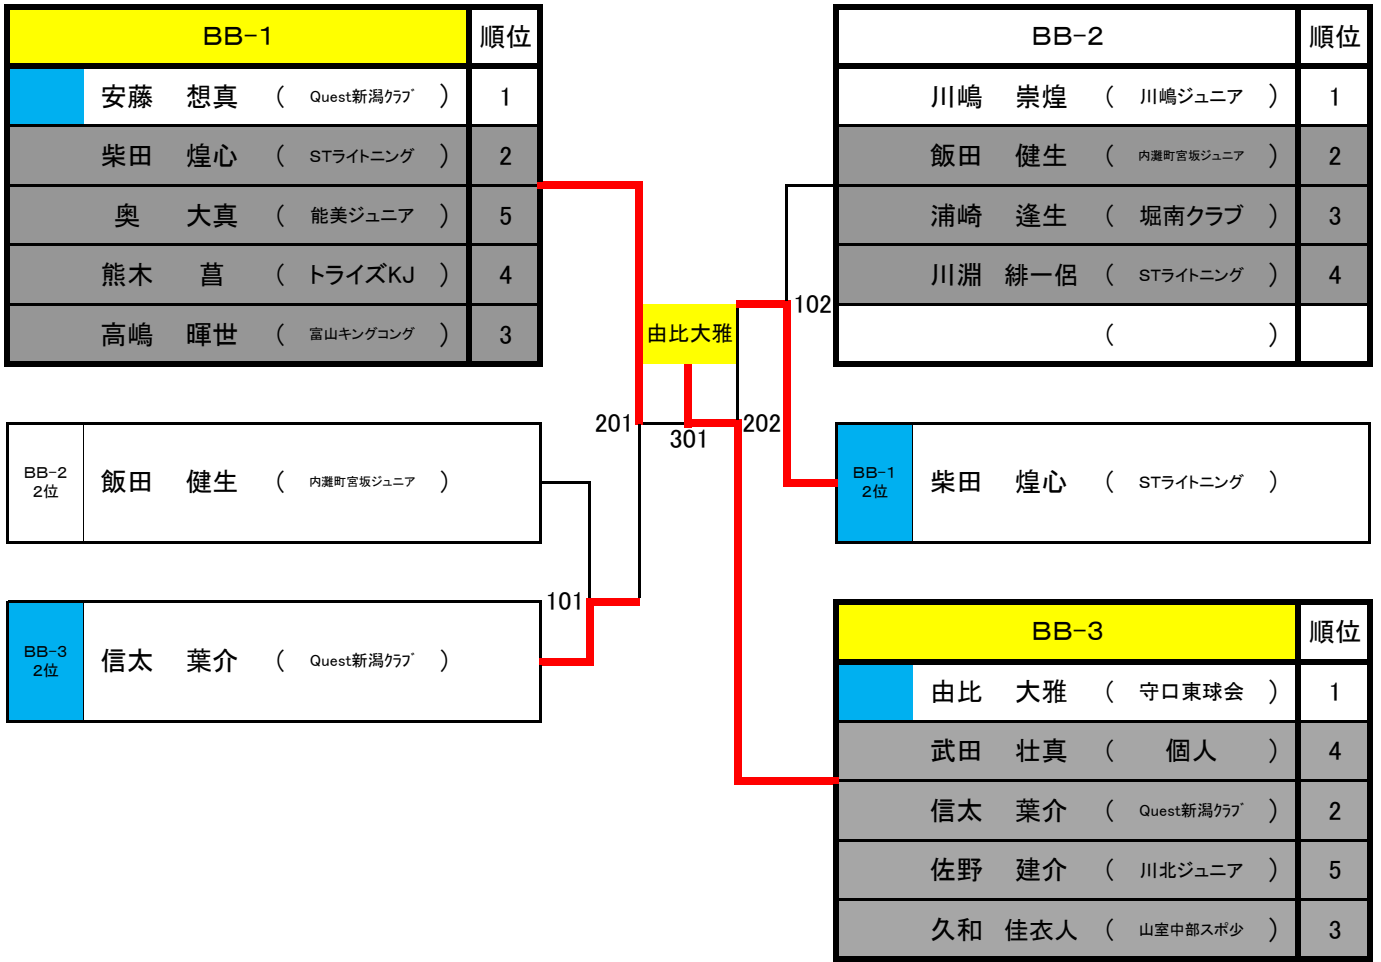 BB-1 順位
安藤 想真 ( Quest新潟ｸﾗﾌﾞ ) 1
柴田 煌心 ( STライトニング ) 2
奥 大真 ( 能美ジュニア ) 5
熊木 菖 ( トライズKJ ) 4
高嶋 暉世 ( 富山キングコング ) 3
BB-2 順位
川嶋 崇煌 ( 川嶋ジュニア ) 1
飯田 健生 ( 内灘町宮坂ジュニア ) 2
浦崎 逢生 ( 堀南クラブ ) 3
川淵 緋一侶 ( STライトニング ) 4
( )
102
由比大雅
201
301
202
BB-2
2位
飯田 健生 ( 内灘町宮坂ジュニア )
BB-1
2位
柴田 煌心 ( STライトニング )
101
BB-3
2位
信太 葉介 ( Quest新潟ｸﾗﾌﾞ )
BB-3 順位
由比 大雅 ( 守口東球会 ) 1
武田 壮真 ( 個人 ) 4
信太 葉介 ( Quest新潟ｸﾗﾌﾞ ) 2
佐野 建介 ( 川北ジュニア ) 5
久和 佳衣人 ( 山室中部スポ少 ) 3